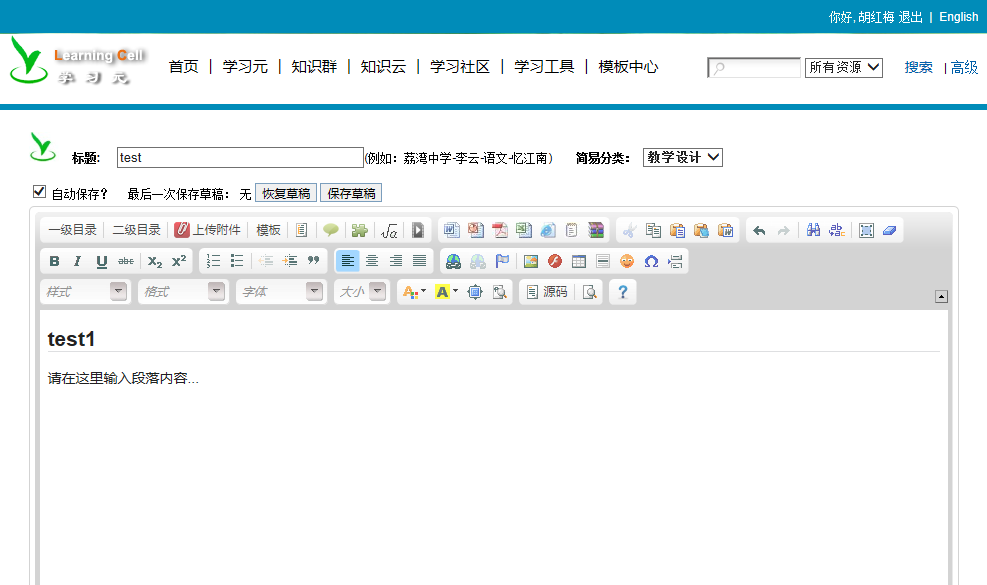 你好,胡红梅 退出 | English
Learning Cell
学 习 元
首页 | 学习元 | 知识群 | 知识云 | 学习社区 | 学习工具 | 模板中心
所有资源
搜索 | 高级
标题: test (例如：荔湾中学-李云-语文-忆江南） 简易分类： 教学设计
自动保存？ 最后一次保存草稿： 无 恢复草稿 保存草稿
一级目录 二级目录 上传附件 模板
B I U abc X₂ X²
样式 格式 字体 大小 A A 源码 ?
test1
请在这里输入段落内容...